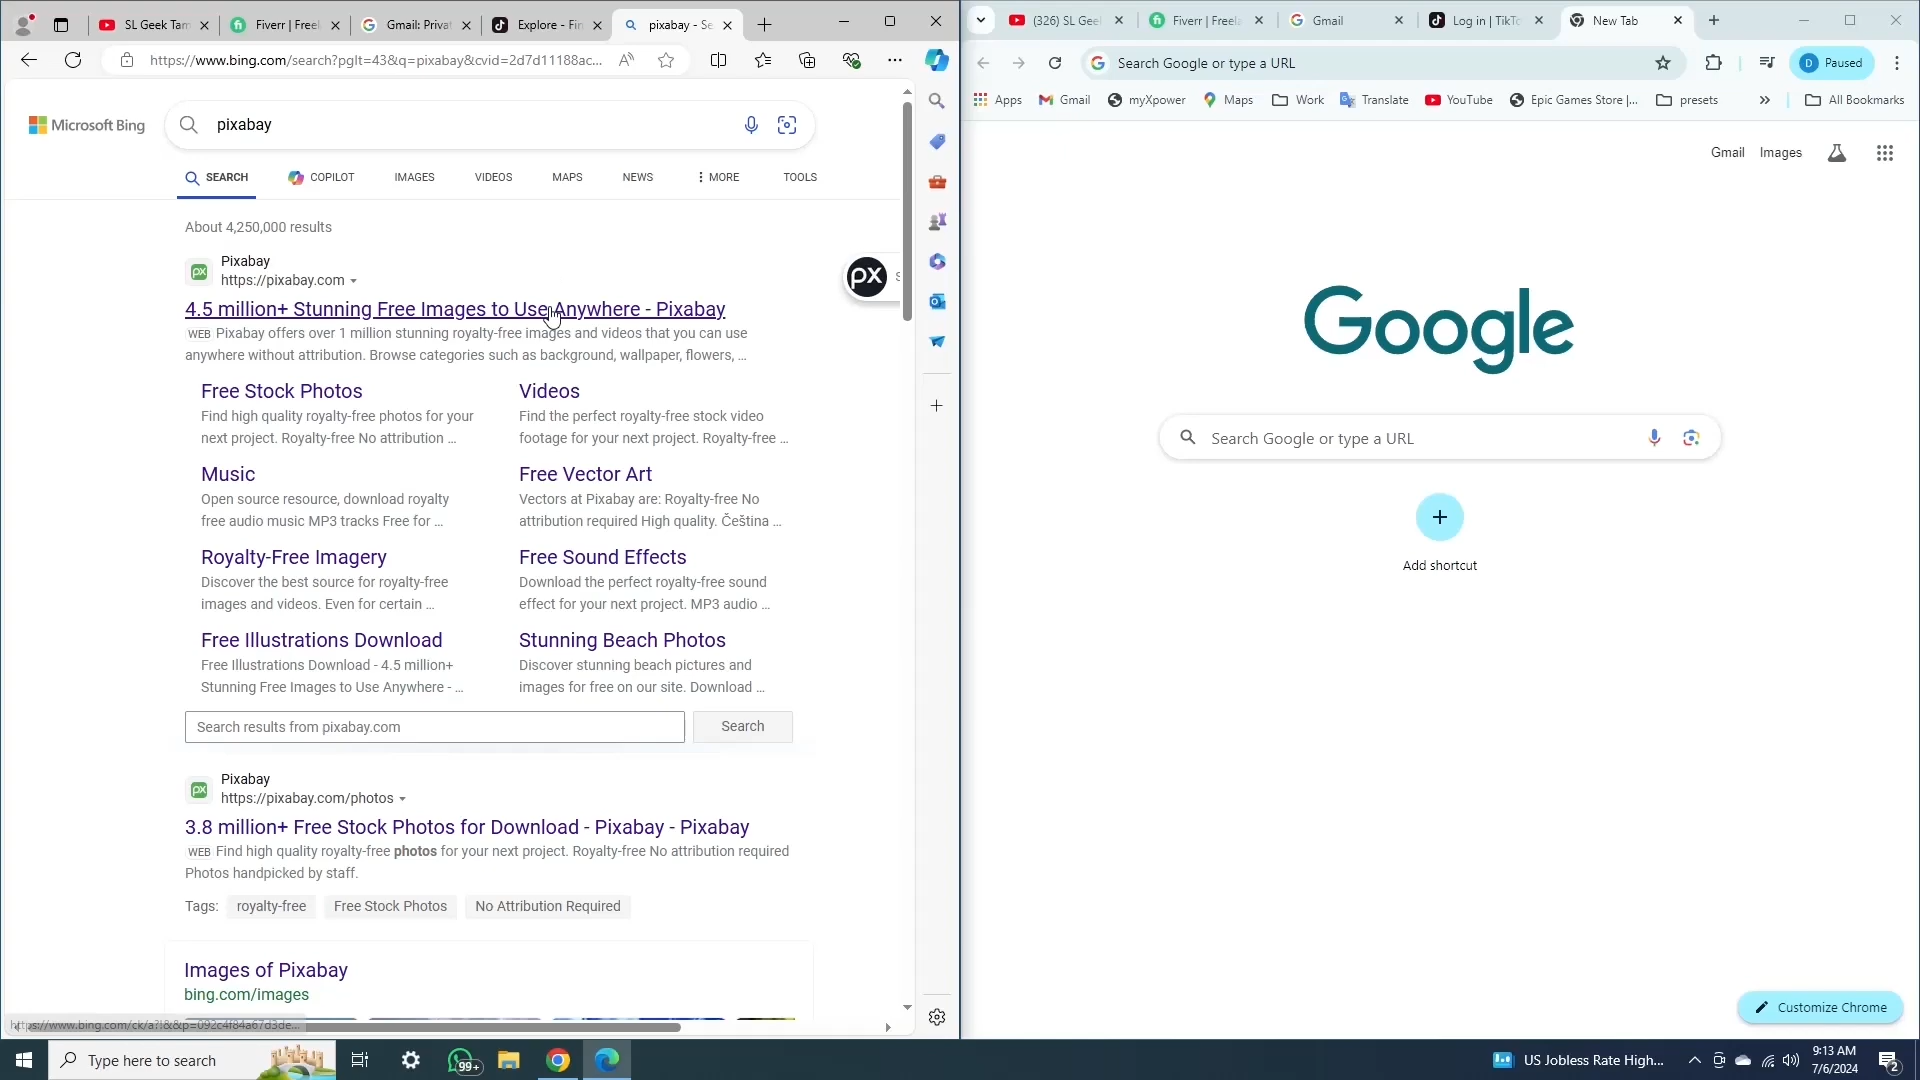 SL Geek Tam
Fiverr | Freel
Gmail: Privat
Explore - Fin
pixabay - Se
https://www.bing.com/search?pglt=43&q=pixabay&cvid=2d7d11188ac...
Microsoft Bing
pixabay
SEARCH
COPILOT
IMAGES
VIDEOS
MAPS
NEWS
MORE
TOOLS
About 4,250,000 results
Pixabay
https://pixabay.com
4.5 million+ Stunning Free Images to Use Anywhere - Pixabay
WEB Pixabay offers over 1 million stunning royalty-free images and videos that you can use
anywhere without attribution. Browse categories such as background, wallpaper, flowers, …
px
px
S
Free Stock Photos
Find high quality royalty-free photos for your
next project. Royalty-free No attribution …
Videos
Find the perfect royalty-free stock video
footage for your next project. Royalty-free …
Music
Open source resource, download royalty
free audio music MP3 tracks Free for …
Free Vector Art
Vectors at Pixabay are: Royalty-free No
attribution required High quality. Čeština …
Royalty-Free Imagery
Discover the best source for royalty-free
images and videos. Even for certain …
Free Sound Effects
Download the perfect royalty-free sound
effect for your next project. MP3 audio …
Free Illustrations Download
Free Illustrations Download - 4.5 million+
Stunning Free Images to Use Anywhere - …
Stunning Beach Photos
Discover stunning beach pictures and
images for free on our site. Download …
Search results from pixabay.com
Search
px
Pixabay
https://pixabay.com/photos
3.8 million+ Free Stock Photos for Download - Pixabay - Pixabay
WEB Find high quality royalty-free photos for your next project. Royalty-free No attribution required
Photos handpicked by staff.
Tags: royalty-free Free Stock Photos No Attribution Required
Images of Pixabay
bing.com/images
https://www.bing.com/ck/a?!&&p=092c4f84a67d3de...
(326) SL Geek
Fiverr | Freela
Gmail
Log in | TikTo
New Tab
Search Google or type a URL
D Paused
Apps
Gmail
myXpower
Maps
Work
Translate
YouTube
Epic Games Store |...
presets
All Bookmarks
Gmail
Images
Google
Search Google or type a URL
Add shortcut
Customize Chrome
Type here to search
99+
US Jobless Rate High...
9:13 AM
7/6/2024
2